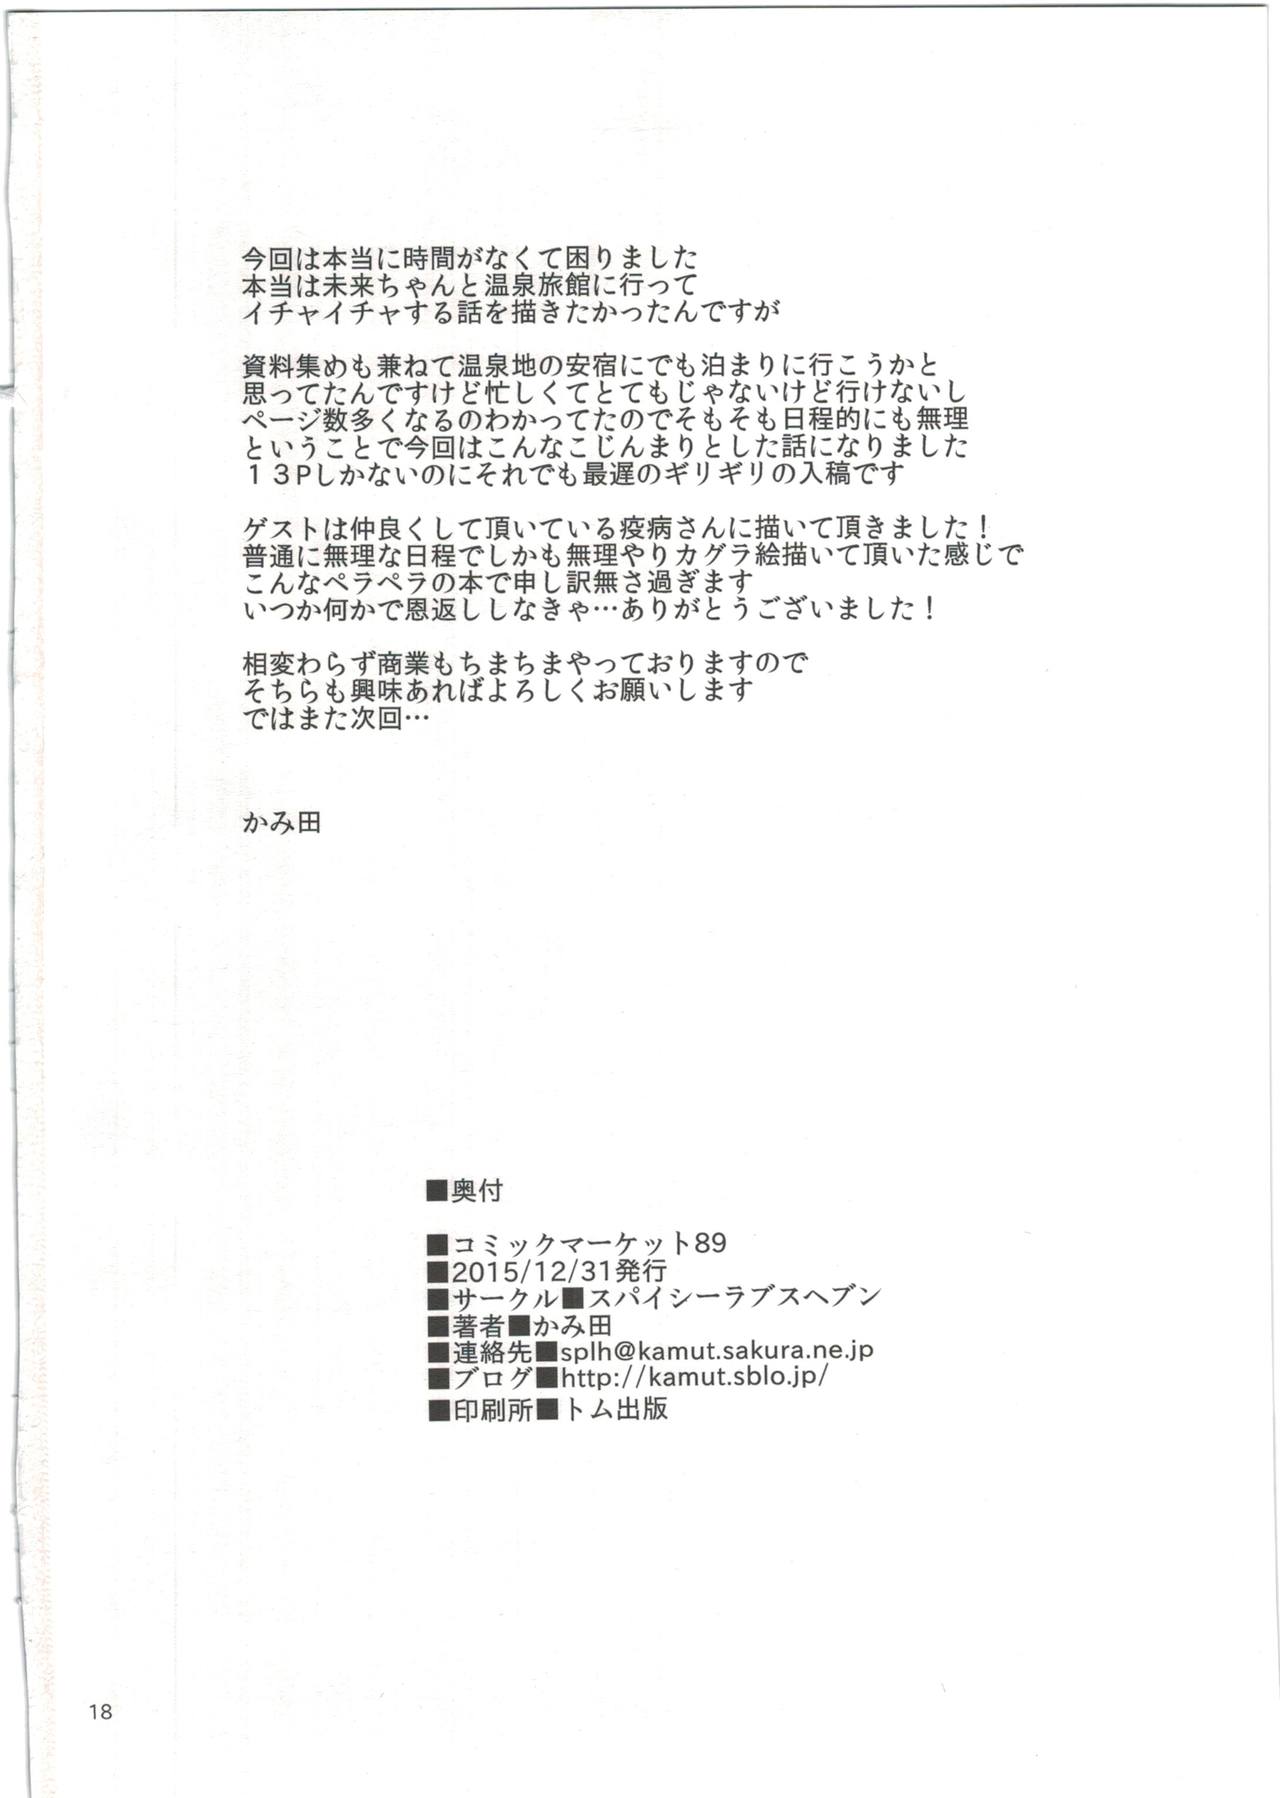 今回は本当に時間がなくて困りました
本当は未来ちゃんと温泉旅館に行って
イチャイチャする話を描きたかったんですが
資料集めも兼ねて温泉地の安宿にでも泊まりに行こうかと
思ってたんですけど忙しくてとてもじゃないけど行けないし
ページ数多くなるのわかってたのでそもそも日程的にも無理
ということで今回はこんなこじんまりとした話になりました
１３Pしかないのにそれでも最遅のギリギリの入稿です
ゲストは仲良くして頂いている疫病さんに描いて頂きました！
普通に無理な日程でしかも無理やりカグラ絵描いて頂いた感じで
こんなペラペラの本で申し訳無さ過ぎます
いつか何かで恩返ししなきゃ…ありがとうございました！
相変わらず商業もちまちまやっておりますので
そちらも興味あればよろしくお願いします
ではまた次回…
かみ田
■奥付
■コミックマーケット89
■2015/12/31発行
■サークル■スパイシーラブスヘブン
■著者■かみ田
■連絡先■splh@kamut.sakura.ne.jp
■ブログ■http://kamut.sblo.jp/
■印刷所■トム出版
18